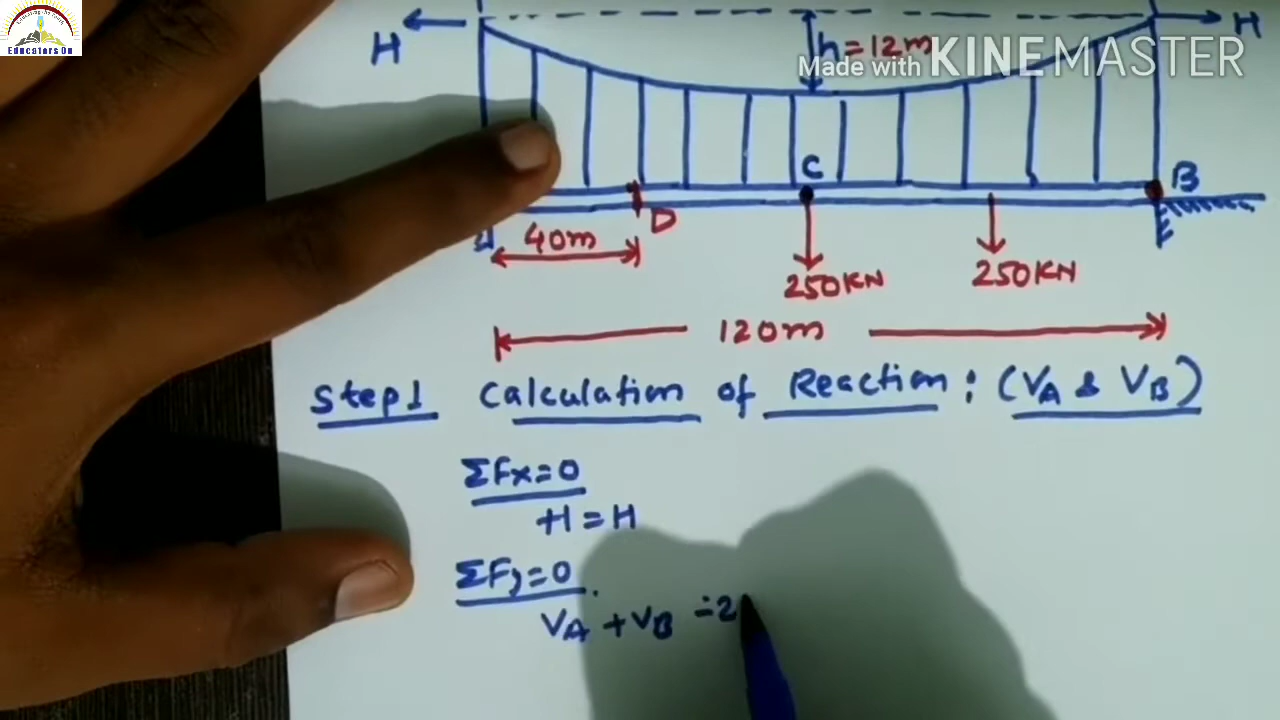 Educators On
H
H
h=12m
Made with KINEMASTER
C
B
D
40m
250KN
250KN
120m
Step1 Calculation of Reaction: (VA & VB)
ΣFx=0
H=H
ΣFy=0
VA + VB =2